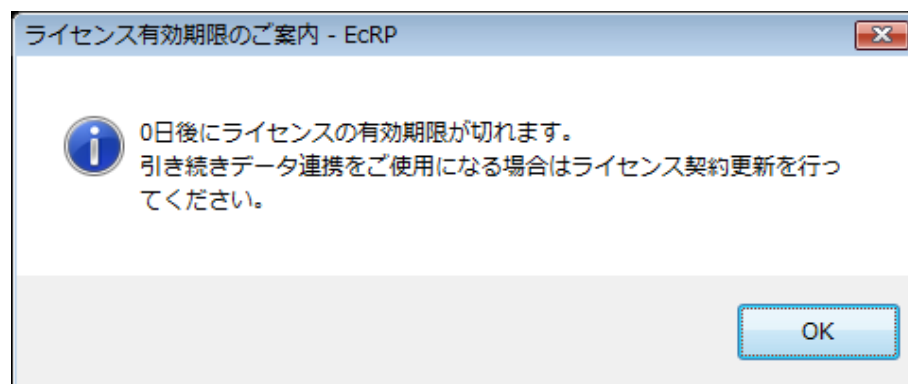 ライセンス有効期限のご案内 - EcRP
0日後にライセンスの有効期限が切れます。
引き続きデータ連携をご使用になる場合はライセンス契約更新を行っ
てください。
OK